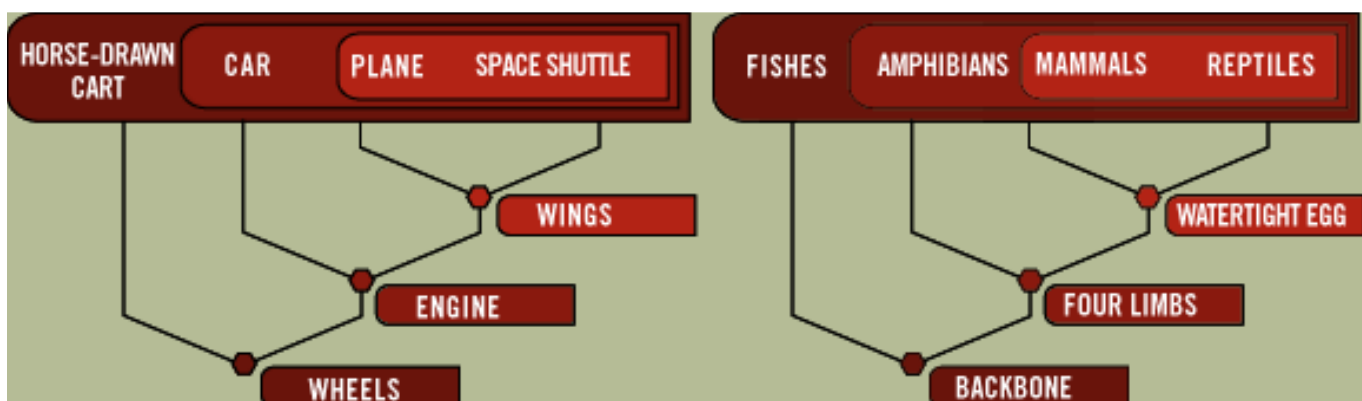 HORSE-DRAWN
CART
CAR
PLANE
SPACE SHUTTLE
WINGS
ENGINE
WHEELS
FISHES
AMPHIBIANS
MAMMALS
REPTILES
WATERTIGHT EGG
FOUR LIMBS
BACKBONE